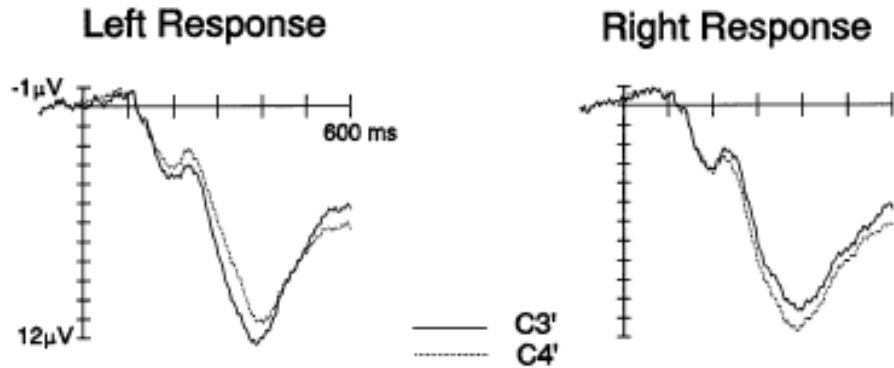 Left Response
Right Response
-1µV
600 ms
12µV
C3'
C4'